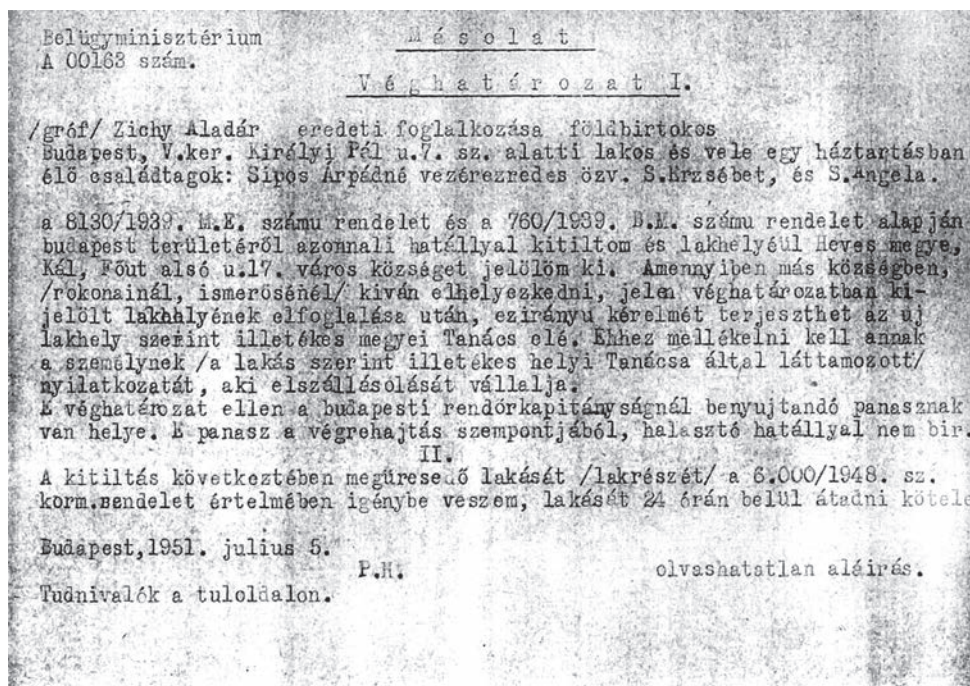 Belügyminisztérium
M á s o l a t
A 00163 szám.
V é g h a t á r o z a t I.
/gróf/ Zichy Aladár eredeti foglalkozása földbirtokos
Budapest, V.ker. Királyi Pál u.7. sz. alatti lakos és vele egy háztartásban
élő családtagok: Sipos Árpádné vezérezredes özv. S.Erzsébet, és S.Angela.
a 8130/1939. M.E. számu rendelet és a 760/1939. B.M. számu rendelet alapján
budapest területéről azonnali hatállyal kitiltom és lakhelyéül Heves megye,
Kál, Főut alsó u.17. város községet jelölöm ki. Amennyiben más községben,
/rokonainál, ismerősénél/ kiván elhelyezkedni, jelen véghatározatban ki-
jelölt lakhhlyének elfoglalása után, ezirányu kérelmét terjeszthet az uj
lakhely szerint illetékes megyei Tanács elé. Ehhez mellékelni kell annak
a személynek /a lakás szerint illetékes helyi Tanácsa által láttamozott/
nyilatkozatát, aki elszállásolását vállalja.
E véghatározat ellen a budapesti rendőrkapitányságnál benyujtandó panasznak
van helye. E panasz a végrehajtás szempontjából, halasztó hatállyal nem bir.
II.
A kitiltás következtében megüresedő lakását /lakrészét/ a 6.000/1948. sz.
korm.rendelet értelmében igénybe veszem, lakását 24 órán belül átadni kötele
Budapest,1951. julius 5.
P.H. olvashatatlan aláirás.
Tudnivalók a tuloldalon.